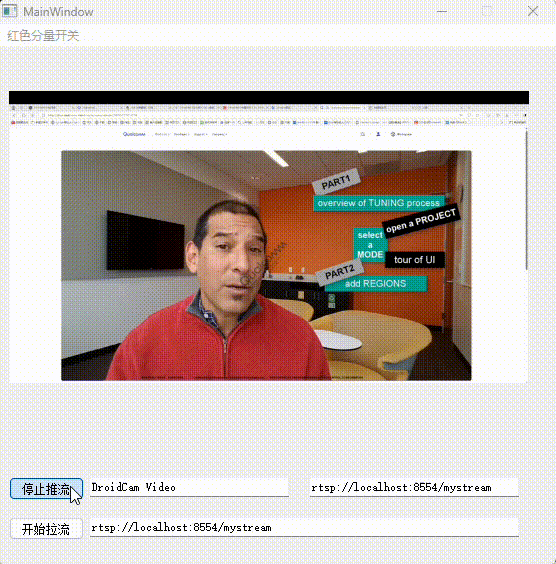 MainWindow
红色分量开关
PART1
overview of TUNING process
open a PROJECT
select
a
MODE
tour of UI
PART2
add REGIONS
停止推流
DroidCam Video
rtsp://localhost:8554/mystream
开始拉流
rtsp://localhost:8554/mystream